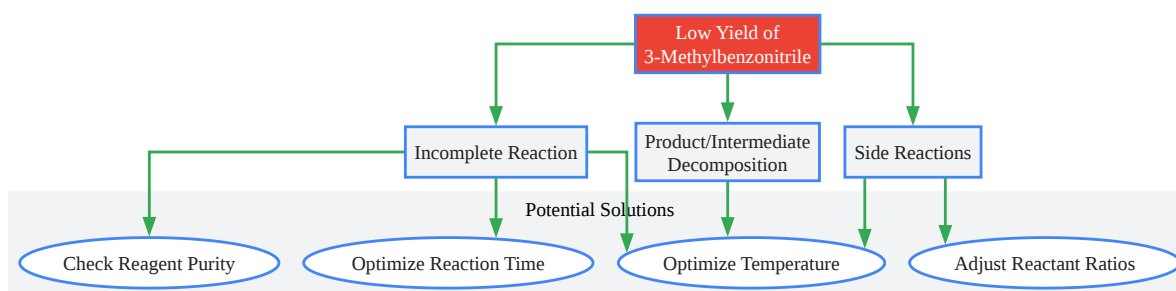 Low Yield of
3-Methylbenzonitrile
Incomplete Reaction
Product/Intermediate
Decomposition
Side Reactions
Potential Solutions
Check Reagent Purity
Optimize Reaction Time
Optimize Temperature
Adjust Reactant Ratios